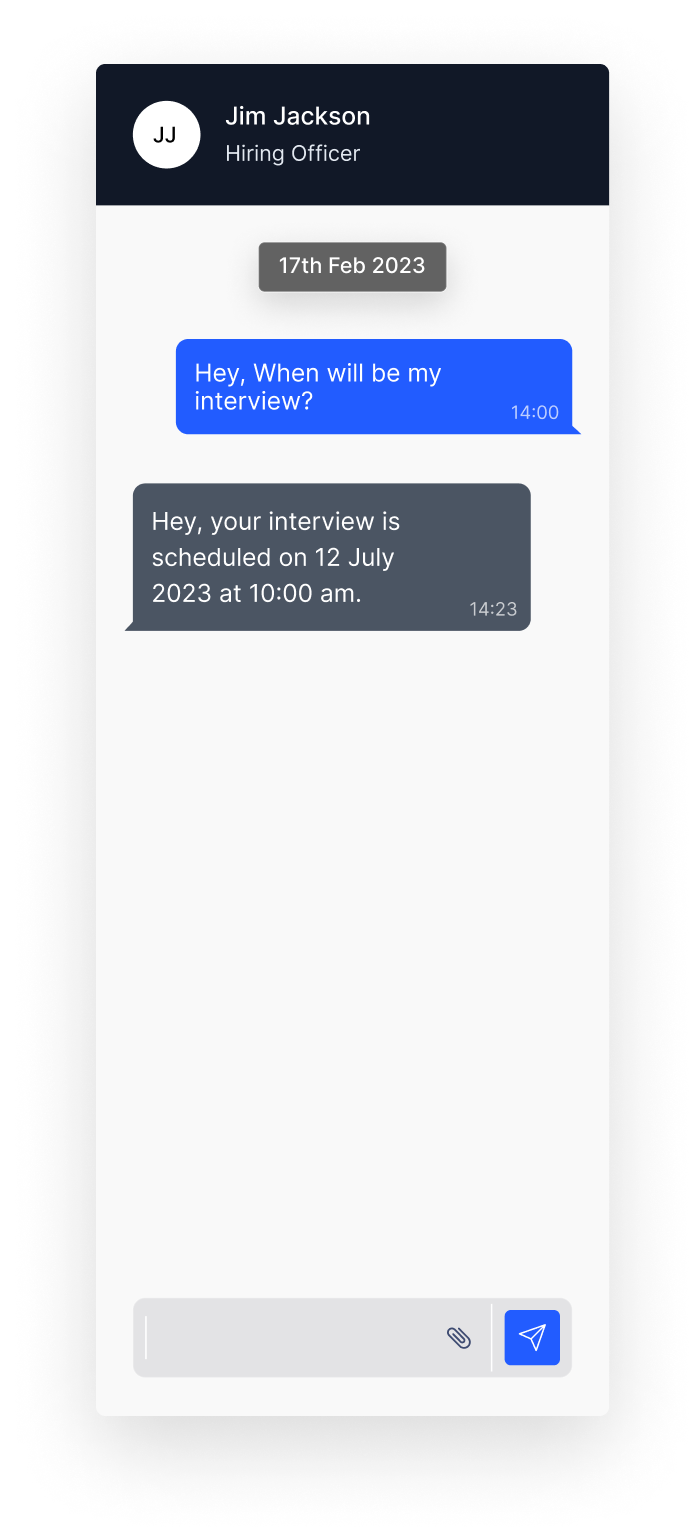 JJ
Jim Jackson
Hiring Officer
17th Feb 2023
Hey, When will be my
interview?
14:00
Hey, your interview is
scheduled on 12 July
2023 at 10:00 am.
14:23